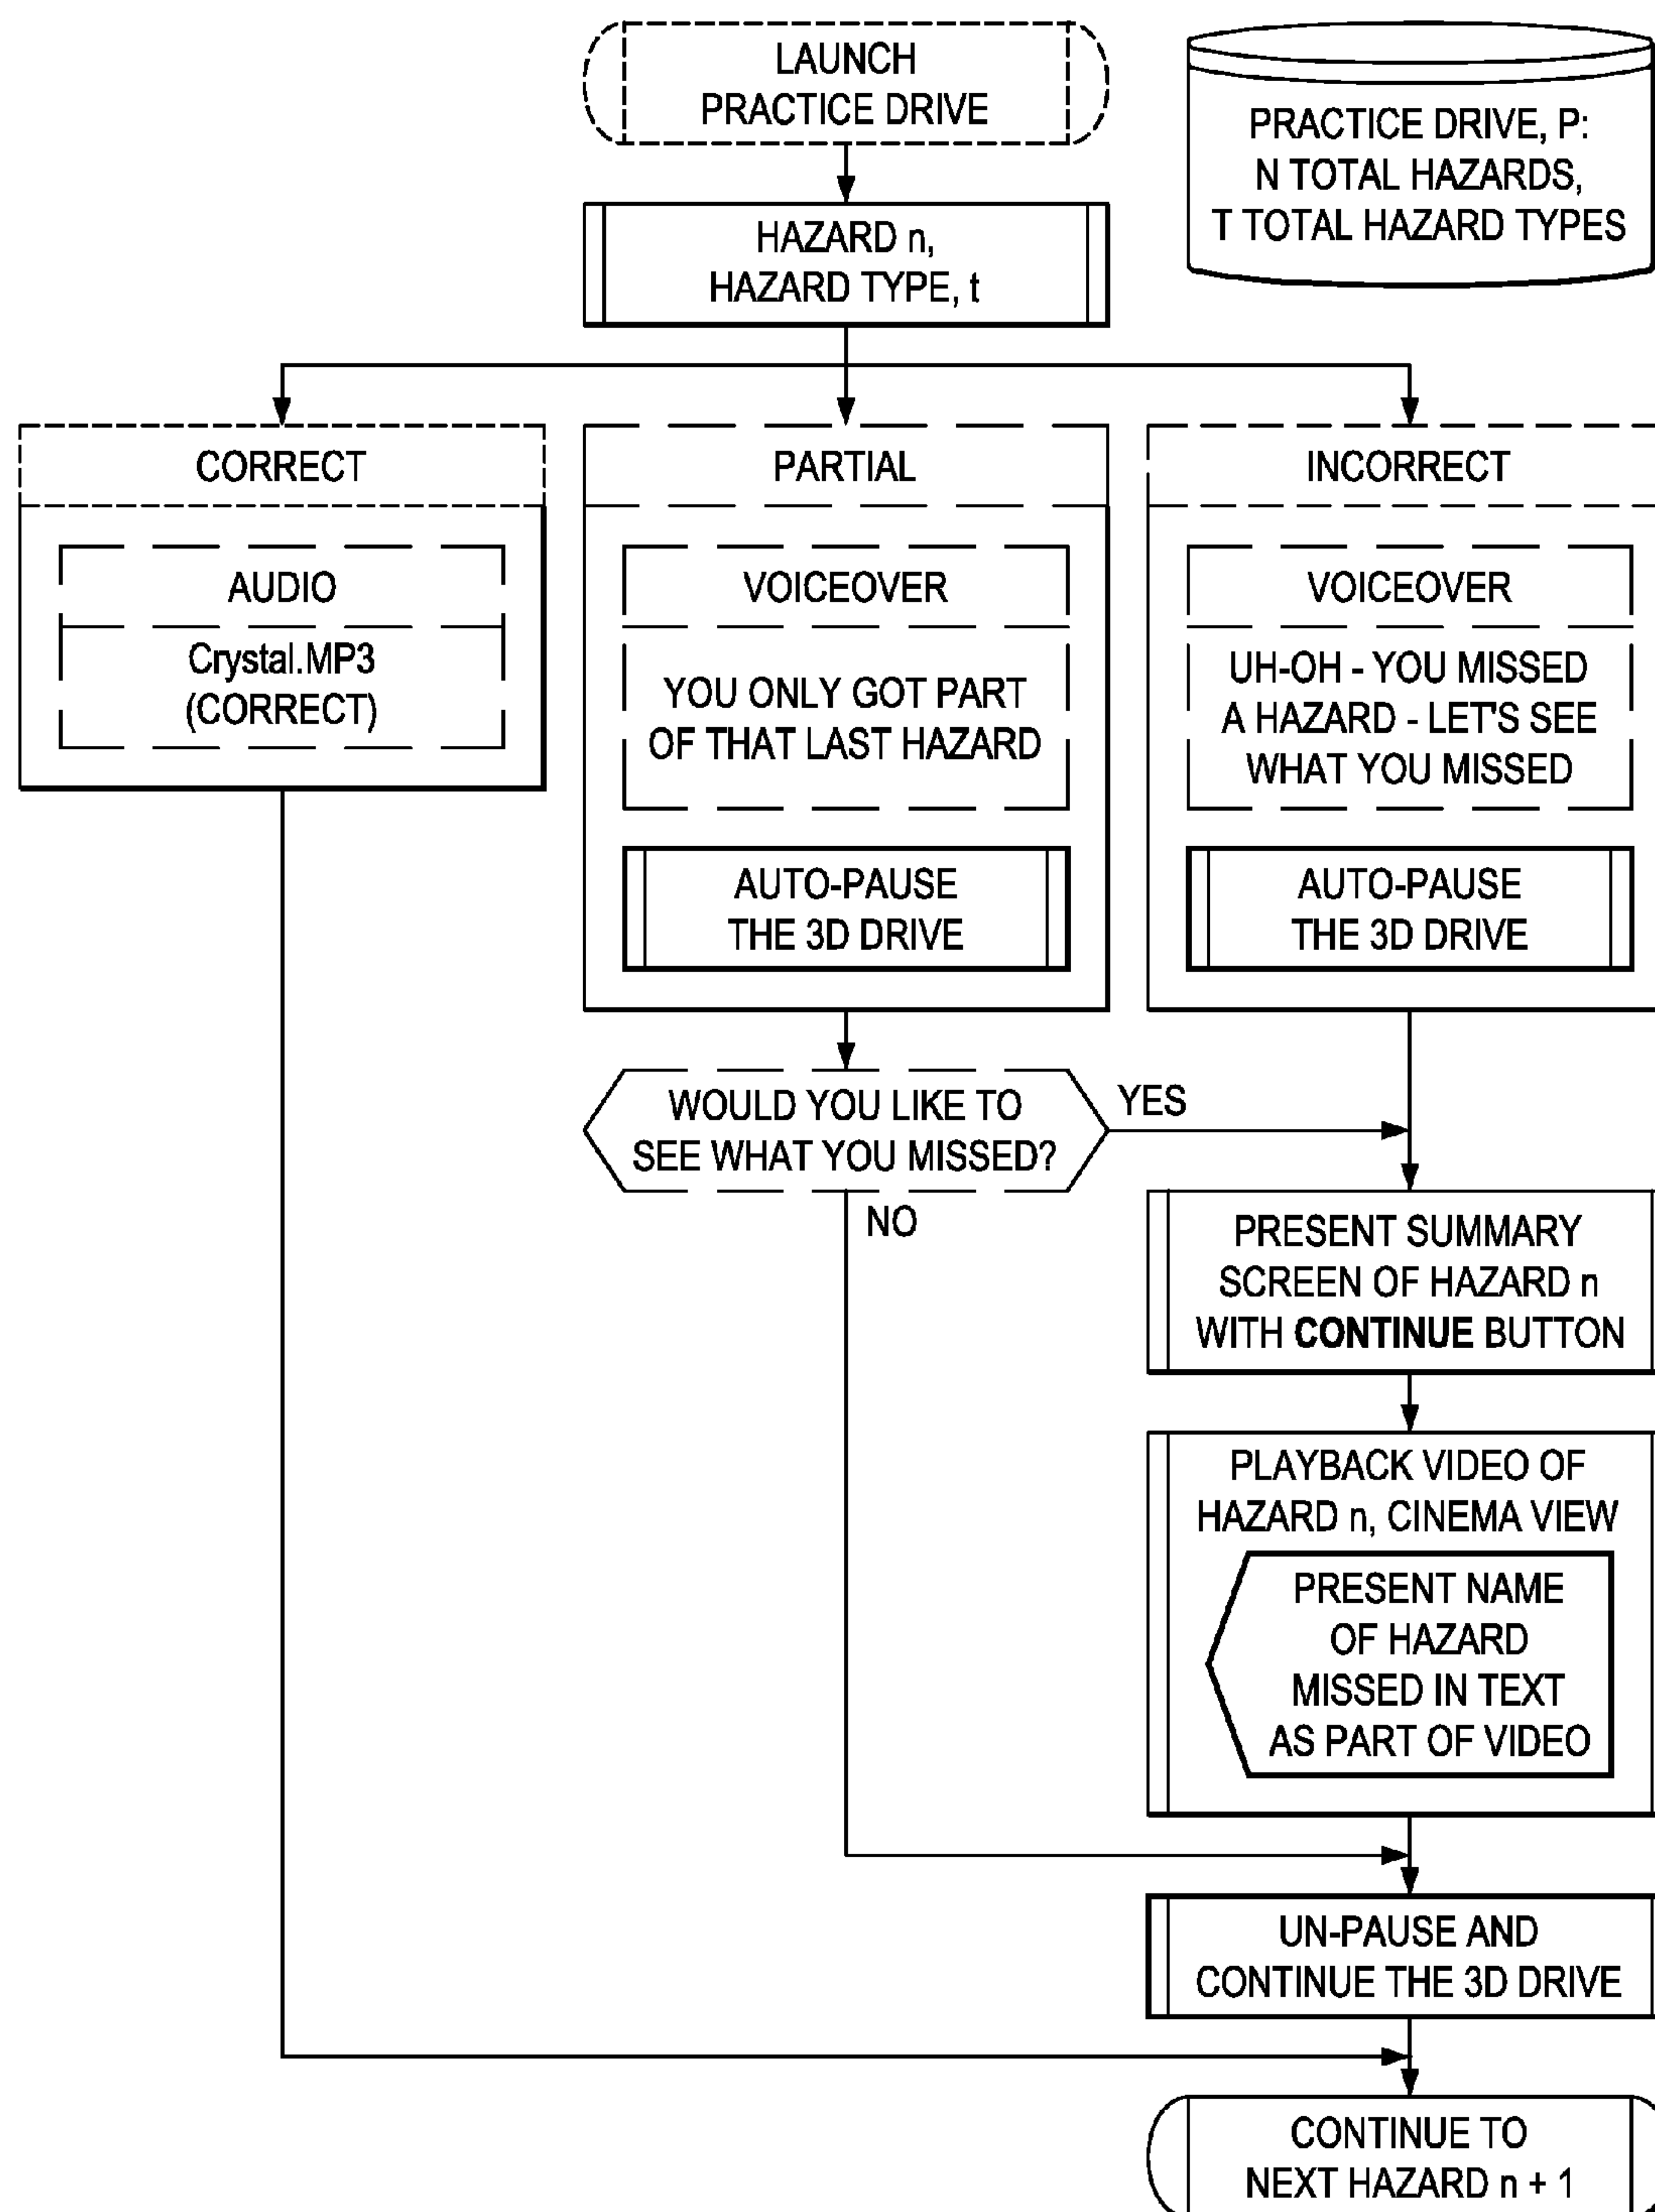 LAUNCH
PRACTICE DRIVE
PRACTICE DRIVE, P:
N TOTAL HAZARDS,
T TOTAL HAZARD TYPES
HAZARD n,
HAZARD TYPE, t
CORRECT
AUDIO
Crystal.MP3
(CORRECT)
PARTIAL
VOICEOVER
YOU ONLY GOT PART
OF THAT LAST HAZARD
AUTO-PAUSE
THE 3D DRIVE
INCORRECT
VOICEOVER
UH-OH - YOU MISSED
A HAZARD - LET'S SEE
WHAT YOU MISSED
AUTO-PAUSE
THE 3D DRIVE
WOULD YOU LIKE TO
SEE WHAT YOU MISSED?
YES
NO
PRESENT SUMMARY
SCREEN OF HAZARD n
WITH CONTINUE BUTTON
PLAYBACK VIDEO OF
HAZARD n, CINEMA VIEW
PRESENT NAME
OF HAZARD
MISSED IN TEXT
AS PART OF VIDEO
UN-PAUSE AND
CONTINUE THE 3D DRIVE
CONTINUE TO
NEXT HAZARD n + 1